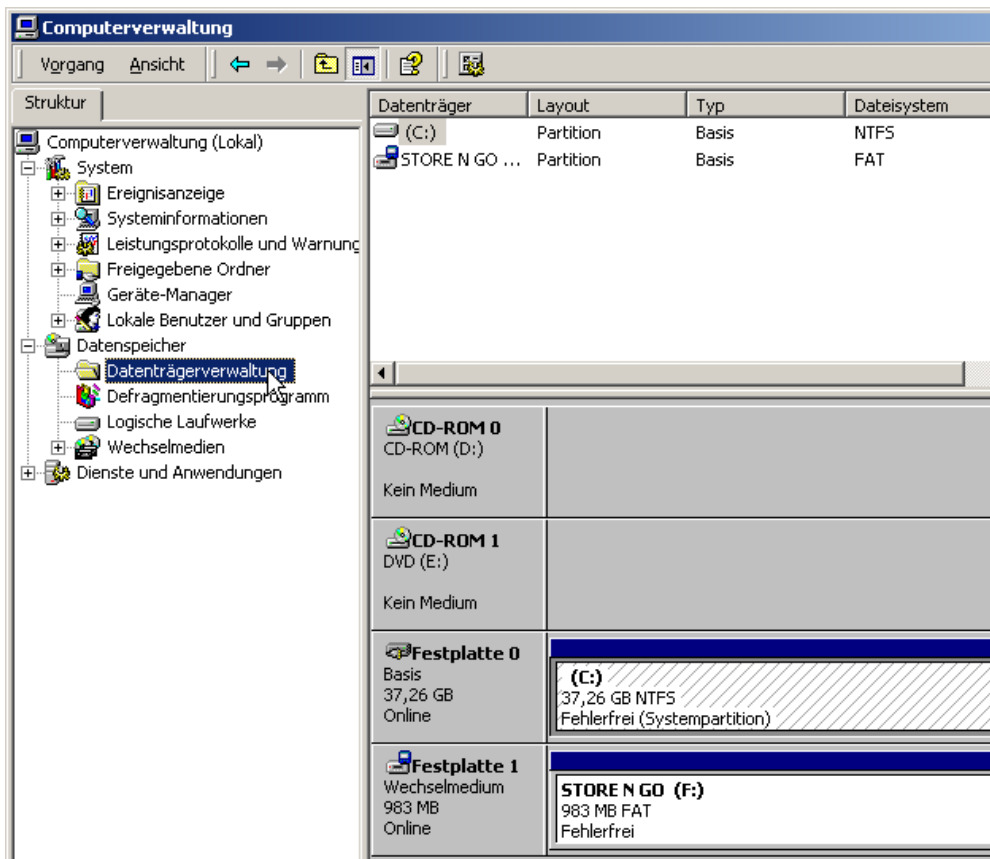 Computerverwaltung
Vorgang Ansicht
Struktur
Computerverwaltung (Lokal)
System
Ereignisanzeige
Systeminformationen
Leistungsprotokolle und Warnung
Freigegebene Ordner
Geräte-Manager
Lokale Benutzer und Gruppen
Datenspeicher
Datenträgerverwaltung
Defragmentierungsprogramm
Logische Laufwerke
Wechselmedien
Dienste und Anwendungen
Datenträger Layout Typ Dateisystem
(C:) Partition Basis NTFS
STORE N GO ... Partition Basis FAT
CD-ROM 0
CD-ROM (D:)
Kein Medium
CD-ROM 1
DVD (E:)
Kein Medium
Festplatte 0
Basis
37,26 GB
Online
(C:)
37,26 GB NTFS
Fehlerfrei (Systempartition)
Festplatte 1
Wechselmedium
983 MB
Online
STORE N GO (F:)
983 MB FAT
Fehlerfrei